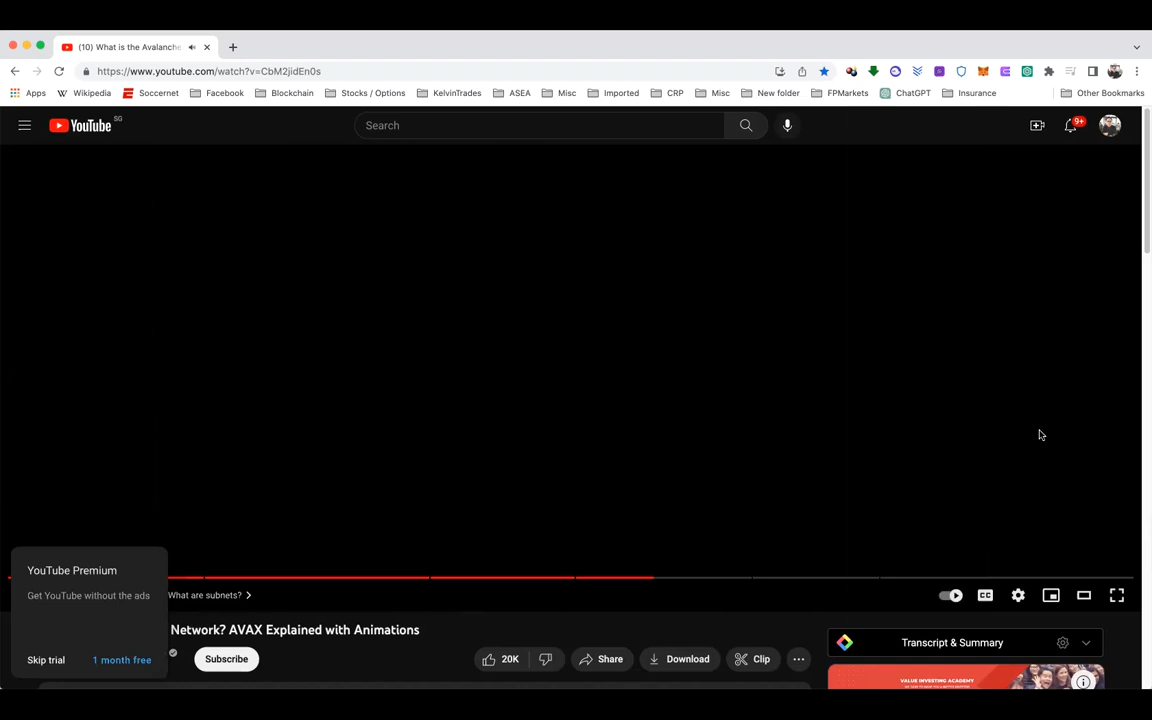 (10) What is the Avalanche
https://www.youtube.com/watch?v=CbM2jidEn0s
Apps Wikipedia Soccernet Facebook Blockchain Stocks / Options KelvinTrades ASEA Misc Imported CRP Misc New folder FPMarkets ChatGPT Insurance Other Bookmarks
YouTube SG Search 9+
YouTube Premium
Get YouTube without the ads
Skip trial 1 month free
What are subnets?
CC
Network? AVAX Explained with Animations
Subscribe 20K Share Download Clip
Transcript & Summary
VALUE INVESTING ACADEMY